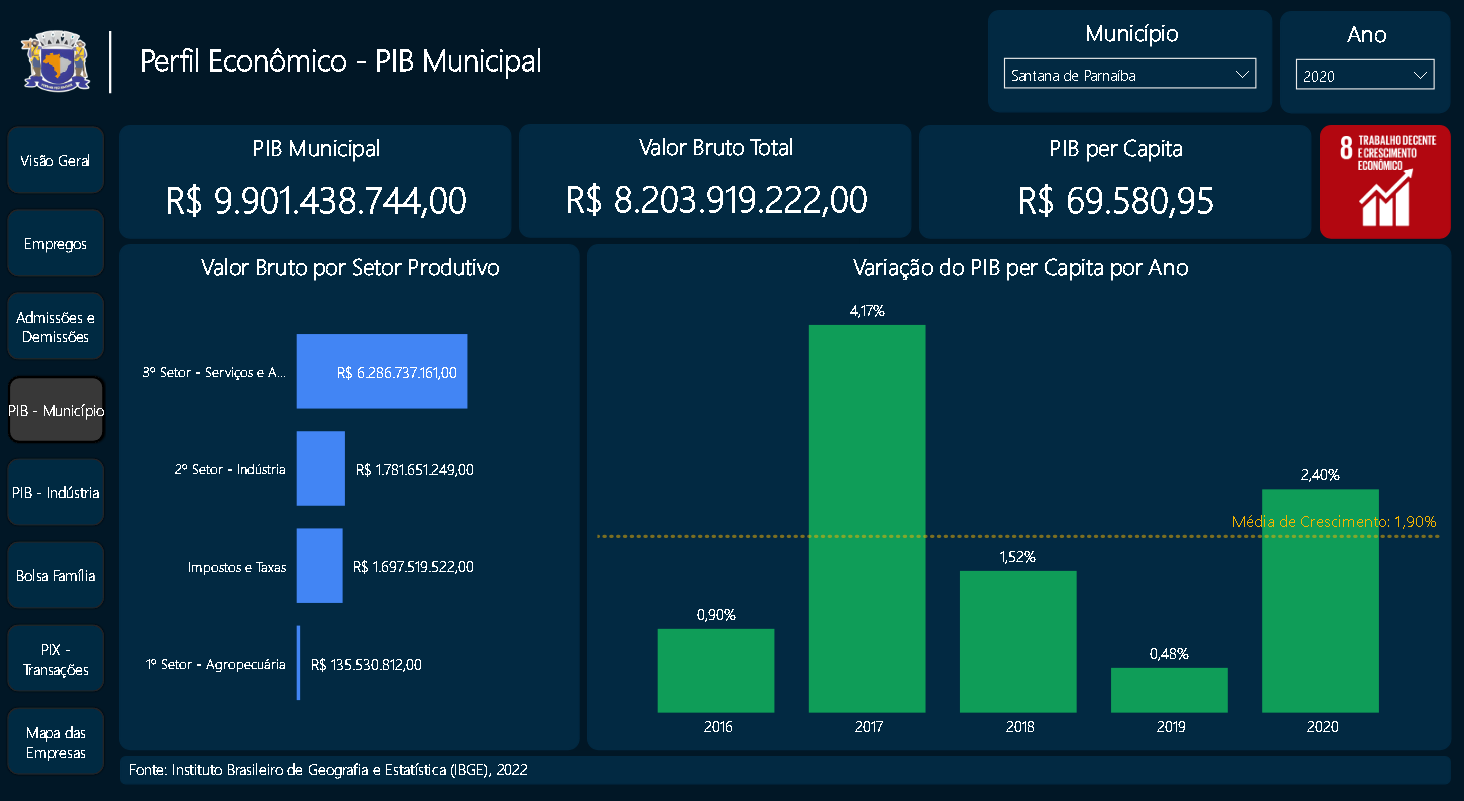 Perfil Econômico - PIB Municipal
Município
Santana de Parnaíba
Ano
2020
Visão Geral
Empregos
Admissões e
Demissões
PIB - Município
PIB - Indústria
Bolsa Família
PIX -
Transações
Mapa das
Empresas
PIB Municipal
R$ 9.901.438.744,00
Valor Bruto Total
R$ 8.203.919.222,00
PIB per Capita
R$ 69.580,95
8 TRABALHO DECENTE
E CRESCIMENTO
ECONÔMICO
Valor Bruto por Setor Produtivo
3º Setor - Serviços e A... R$ 6.286.737.161,00
2º Setor - Indústria R$ 1.781.651.249,00
Impostos e Taxas R$ 1.697.519.522,00
1º Setor - Agropecuária R$ 135.530.812,00
Variação do PIB per Capita por Ano
4,17%
2,40%
Média de Crescimento: 1,90%
1,52%
0,90%
0,48%
2016 2017 2018 2019 2020
Fonte: Instituto Brasileiro de Geografia e Estatística (IBGE), 2022